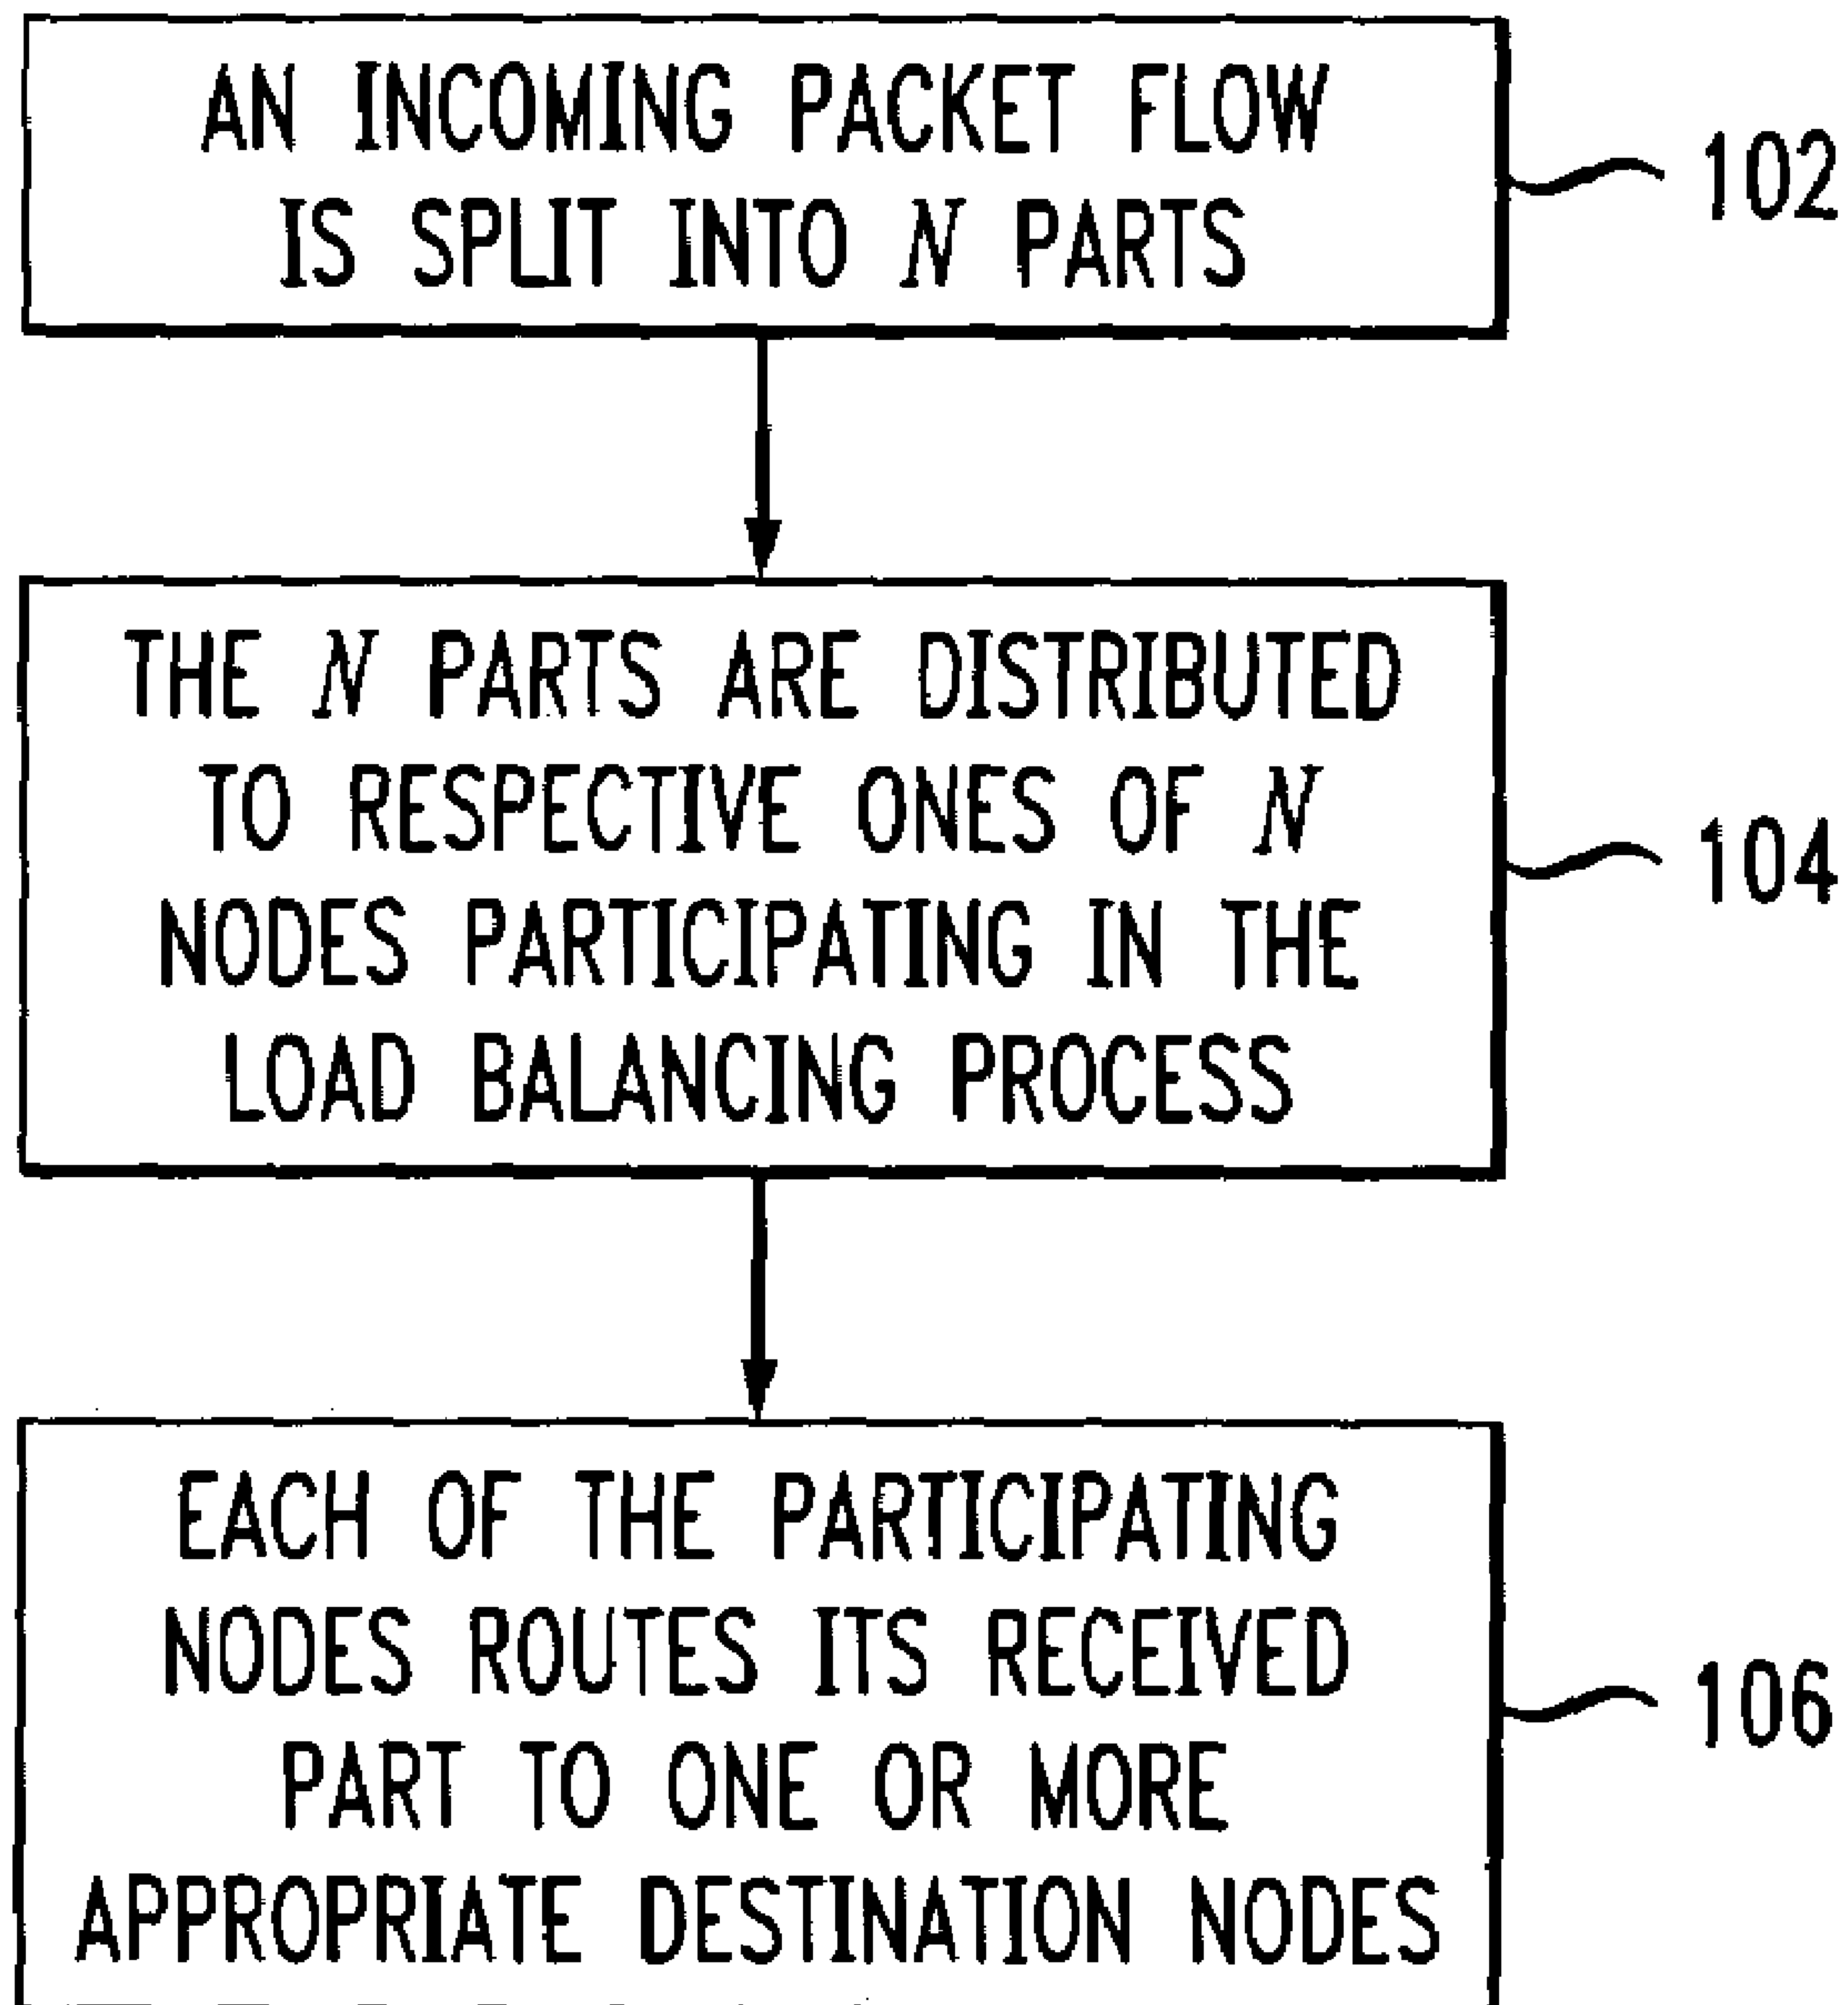 AN INCOMING PACKET FLOW
IS SPLIT INTO N PARTS
102
THE N PARTS ARE DISTRIBUTED
TO RESPECTIVE ONES OF N
NODES PARTICIPATING IN THE
LOAD BALANCING PROCESS
104
EACH OF THE PARTICIPATING
NODES ROUTES ITS RECEIVED
PART TO ONE OR MORE
APPROPRIATE DESTINATION NODES
106